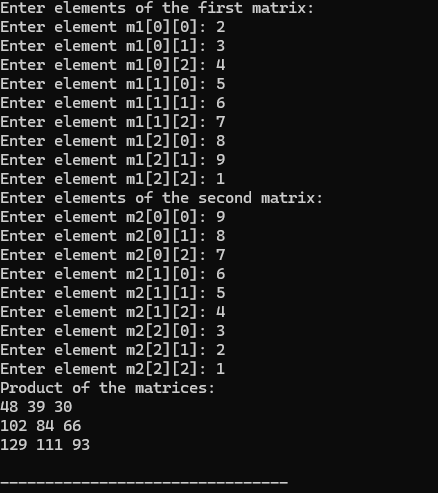 Enter elements of the first matrix:
Enter element m1[0][0]: 2
Enter element m1[0][1]: 3
Enter element m1[0][2]: 4
Enter element m1[1][0]: 5
Enter element m1[1][1]: 6
Enter element m1[1][2]: 7
Enter element m1[2][0]: 8
Enter element m1[2][1]: 9
Enter element m1[2][2]: 1
Enter elements of the second matrix:
Enter element m2[0][0]: 9
Enter element m2[0][1]: 8
Enter element m2[0][2]: 7
Enter element m2[1][0]: 6
Enter element m2[1][1]: 5
Enter element m2[1][2]: 4
Enter element m2[2][0]: 3
Enter element m2[2][1]: 2
Enter element m2[2][2]: 1
Product of the matrices:
48 39 30
102 84 66
129 111 93
--------------------------------